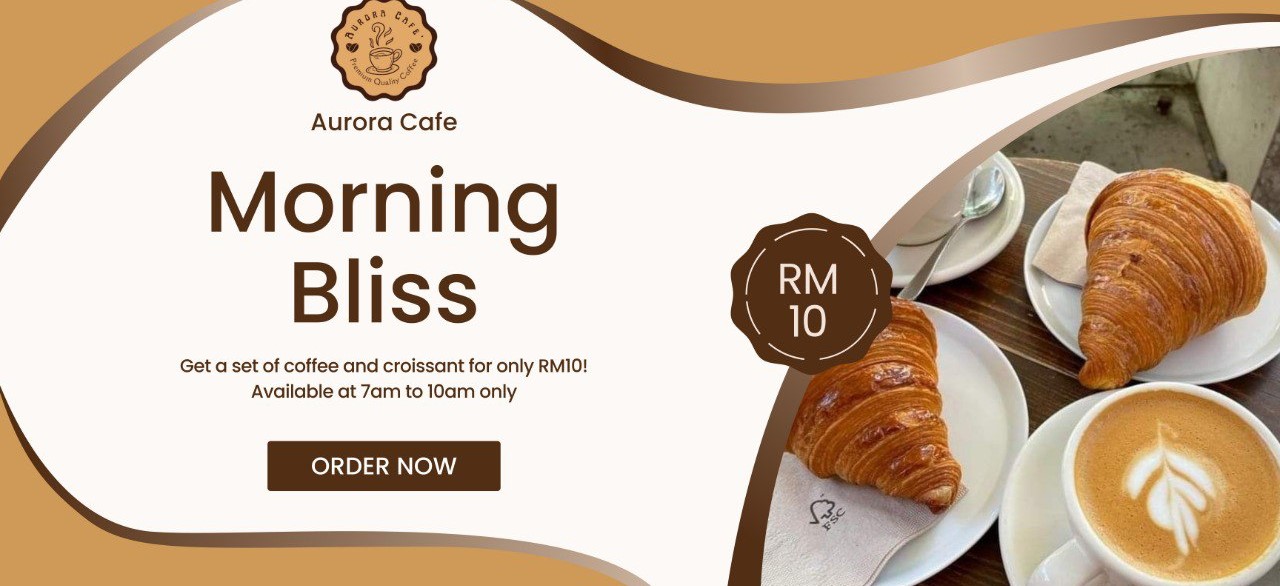 AURORA CAFE'
Premium Quality Coffee
Aurora Cafe
Morning
Bliss
Get a set of coffee and croissant for only RM10!
Available at 7am to 10am only
ORDER NOW
RM
10
FSC